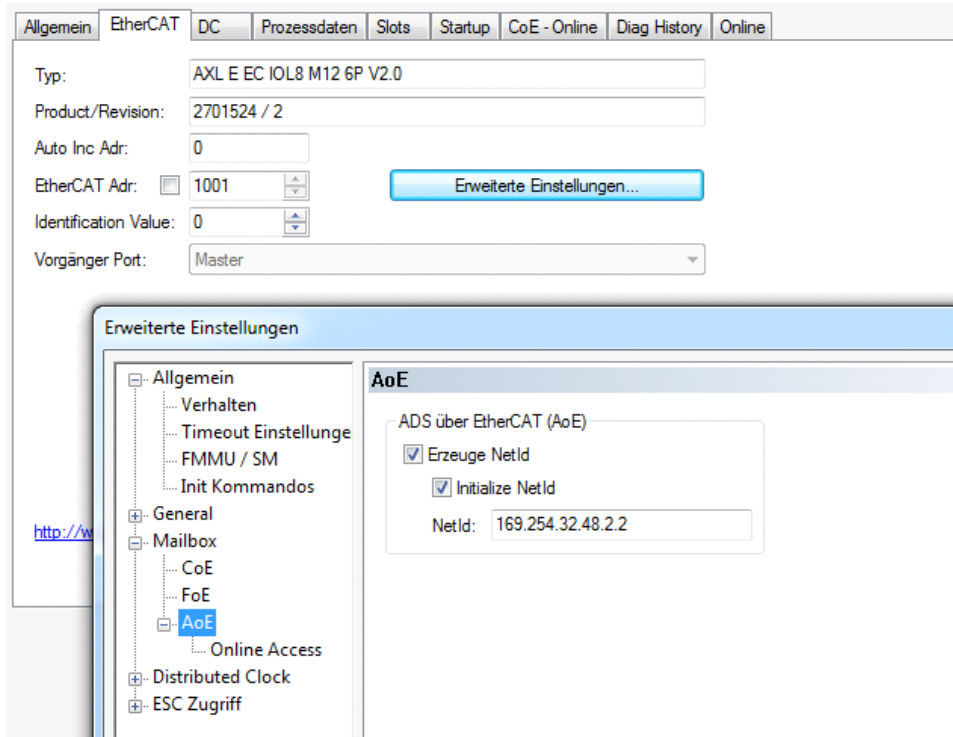 Allgemein EtherCAT DC Prozessdaten Slots Startup CoE - Online Diag History Online
Typ: AXL E EC IOL8 M12 6P V2.0
Product/Revision: 2701524 / 2
Auto Inc Adr: 0
EtherCAT Adr: 1001 Erweiterte Einstellungen...
Identification Value: 0
Vorgänger Port: Master
http://w
Erweiterte Einstellungen
Allgemein
Verhalten
Timeout Einstellunge
FMMU / SM
Init Kommandos
General
Mailbox
CoE
FoE
AoE
Online Access
Distributed Clock
ESC Zugriff
AoE
ADS über EtherCAT (AoE)
Erzeuge NetId
Initialize NetId
NetId: 169.254.32.48.2.2